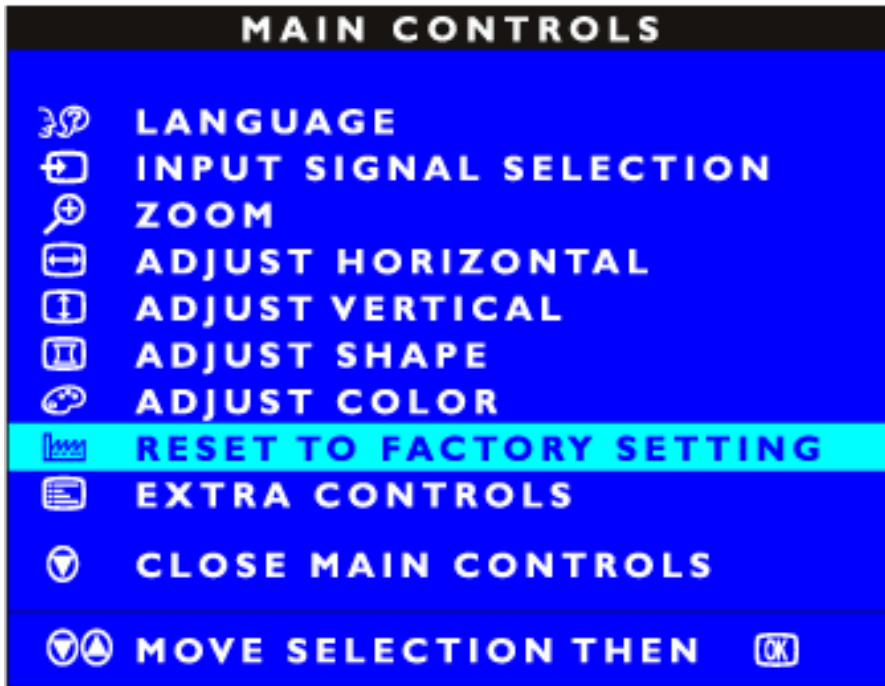 MAIN CONTROLS
LANGUAGE
INPUT SIGNAL SELECTION
ZOOM
ADJUST HORIZONTAL
ADJUST VERTICAL
ADJUST SHAPE
ADJUST COLOR
RESET TO FACTORY SETTING
EXTRA CONTROLS
CLOSE MAIN CONTROLS
MOVE SELECTION THEN OK